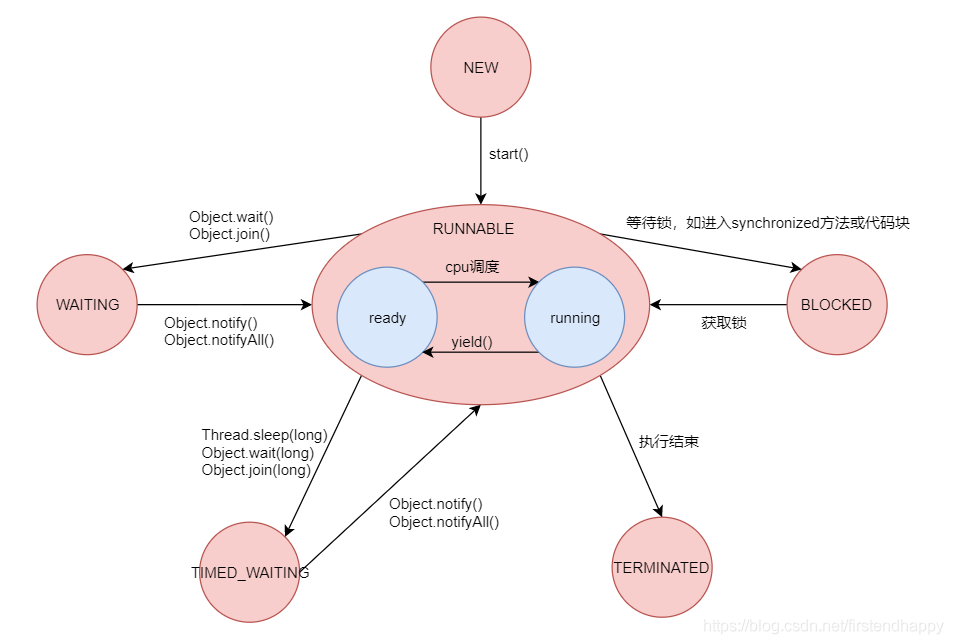 NEW
start()
Object.wait()
Object.join()
RUNNABLE
等待锁，如进入synchronized方法或代码块
cpu调度
WAITING
ready
running
BLOCKED
Object.notify()
Object.notifyAll()
获取锁
yield()
Thread.sleep(long)
Object.wait(long)
Object.join(long)
执行结束
Object.notify()
Object.notifyAll()
TIMED_WAITING
TERMINATED
https://blog.csdn.net/firstendhappy